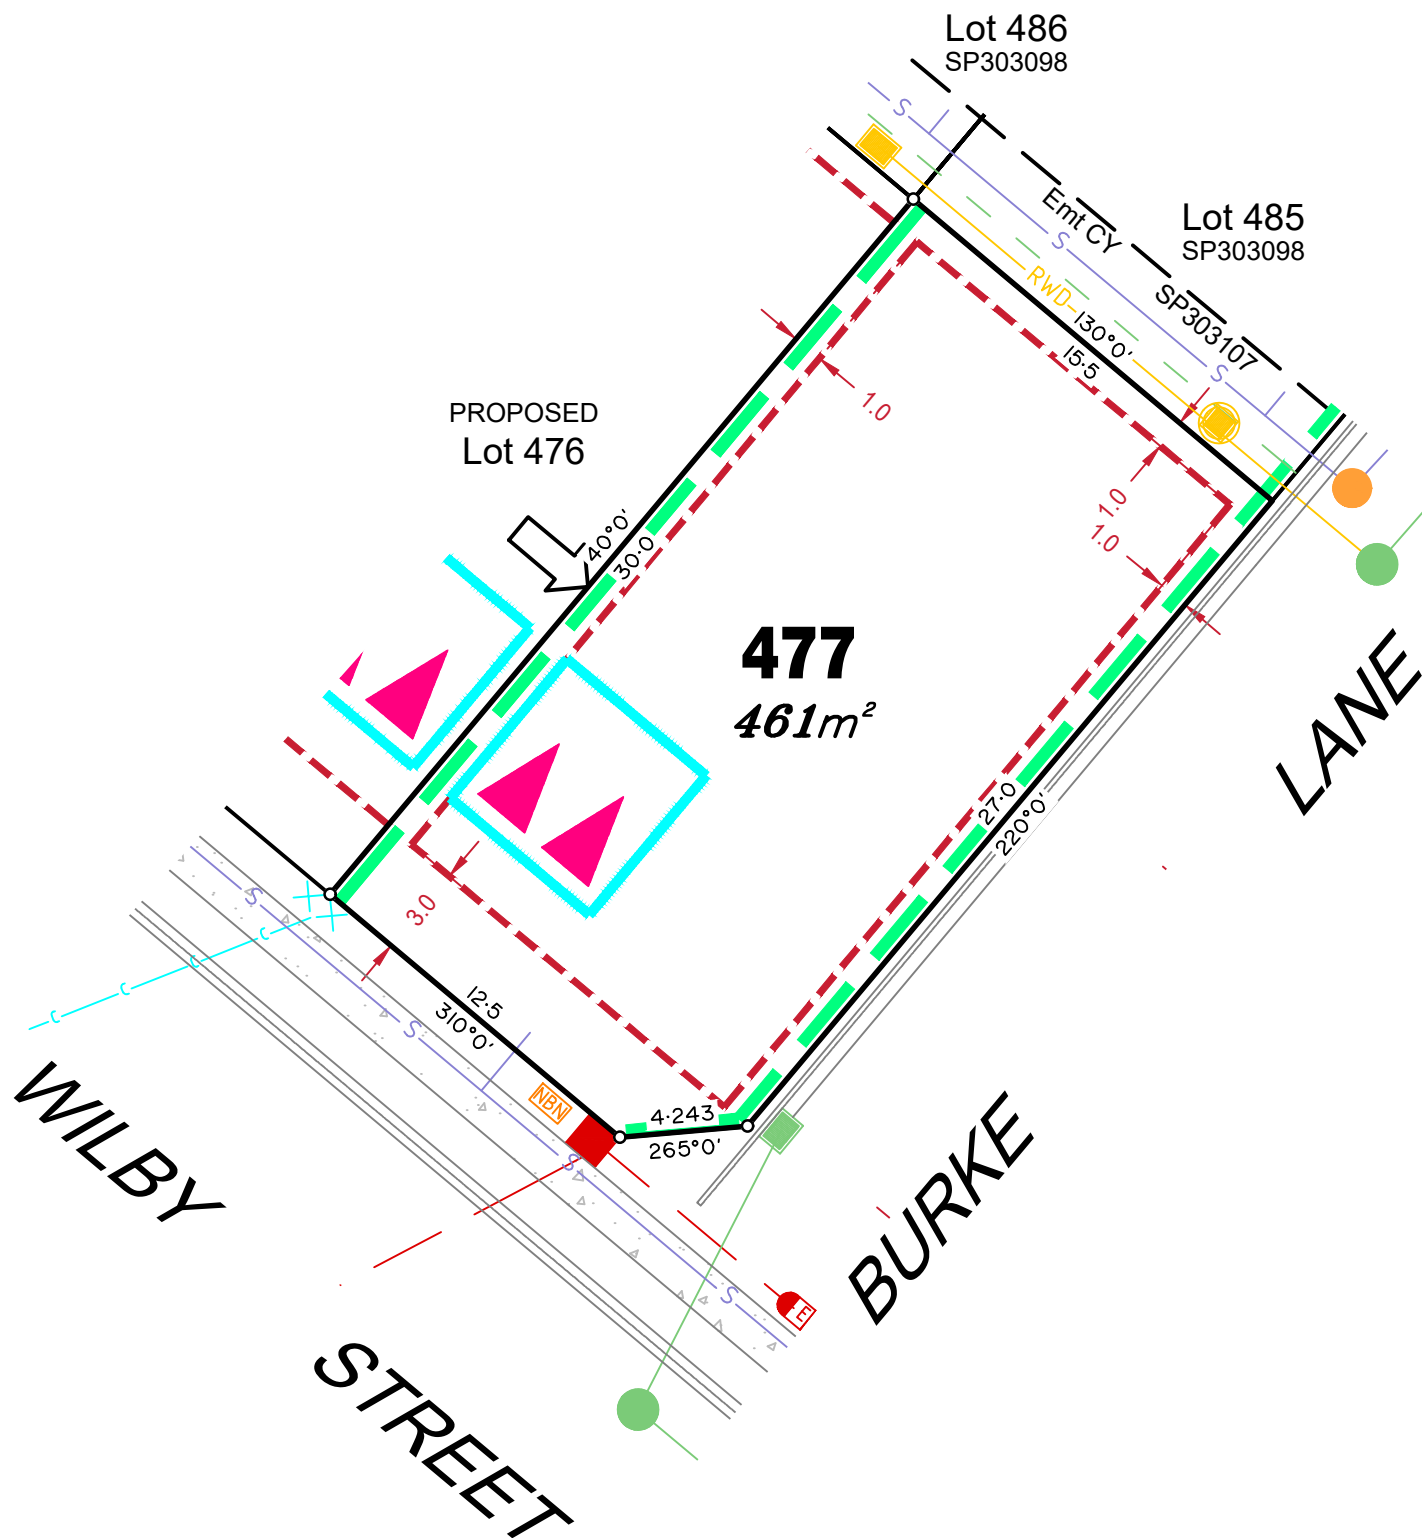 Lot 486
SP303098
S
Emt CY
S
Lot 485
SP303098
RWD
SP303107
130°0'
15·5
S
1.0
PROPOSED
Lot 476
40°0'
30·0
1.0
1.0
477
461m²
LANE
27·0
220°0'
S
3.0
C
C
C
12·5
310°0'
S
NBN
4·243
265°0'
S
WILBY
BURKE
S
E
STREET